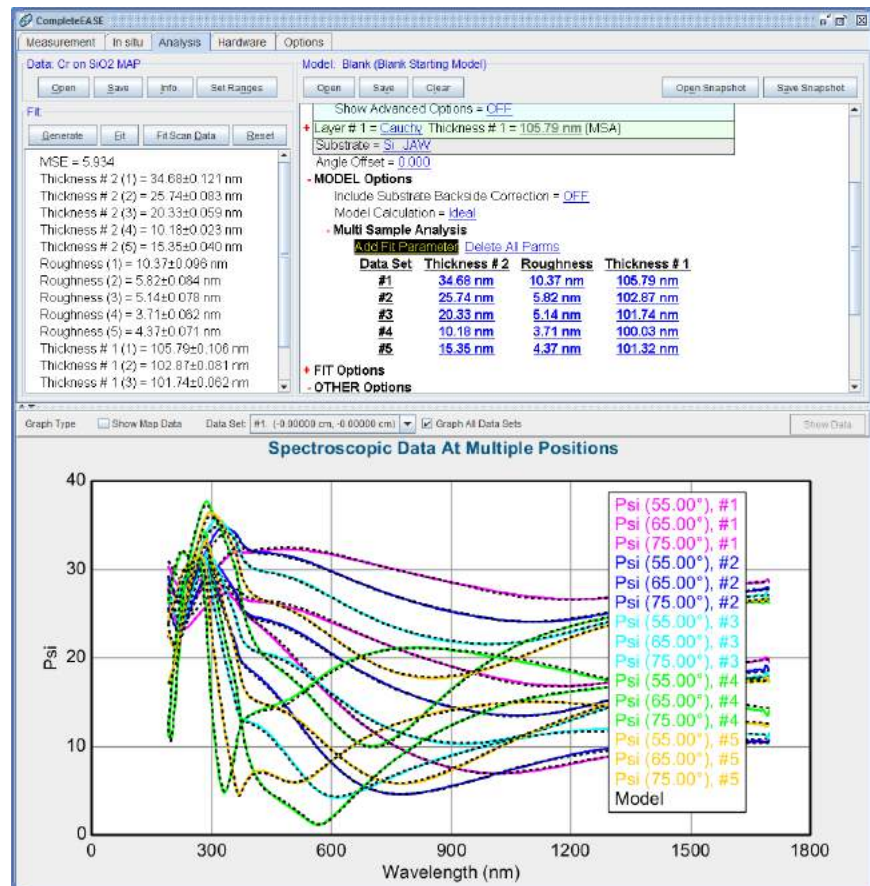 CompleteEASE
Measurement In situ Analysis Hardware Options
Data: Cr on SiO2 MAP
Open Save Info Set Ranges
Fit:
Generate Fit Fit Scan Data Reset
MSE = 5.934
Thickness # 2 (1) = 34.68±0.121 nm
Thickness # 2 (2) = 25.74±0.083 nm
Thickness # 2 (3) = 20.33±0.059 nm
Thickness # 2 (4) = 10.18±0.023 nm
Thickness # 2 (5) = 15.35±0.040 nm
Roughness (1) = 10.37±0.096 nm
Roughness (2) = 5.82±0.084 nm
Roughness (3) = 5.14±0.078 nm
Roughness (4) = 3.71±0.062 nm
Roughness (5) = 4.37±0.071 nm
Thickness # 1 (1) = 105.79±0.106 nm
Thickness # 1 (2) = 102.87±0.081 nm
Thickness # 1 (3) = 101.74±0.062 nm
Model: Blank (Blank Starting Model)
Open Save Clear Open Snapshot Save Snapshot
Show Advanced Options = OFF
+ Layer # 1 = Cauchy Thickness # 1 = 105.79 nm (MSA)
Substrate = Si_JAW
Angle Offset = 0.000
- MODEL Options
Include Substrate Backside Correction = OFF
Model Calculation = Ideal
- Multi Sample Analysis
Add Fit Parameter Delete All Parms
Data Set Thickness # 2 Roughness Thickness # 1
#1 34.68 nm 10.37 nm 105.79 nm
#2 25.74 nm 5.82 nm 102.87 nm
#3 20.33 nm 5.14 nm 101.74 nm
#4 10.18 nm 3.71 nm 100.03 nm
#5 15.35 nm 4.37 nm 101.32 nm
+ FIT Options
- OTHER Options
Graph Type Show Map Data Data Set: #1 (-0.00000 cm, -0.00000 cm) Graph All Data Sets Show Data
Spectroscopic Data At Multiple Positions
40
30
20
10
0
Psi
Psi (55.00°), #1
Psi (65.00°), #1
Psi (75.00°), #1
Psi (55.00°), #2
Psi (65.00°), #2
Psi (75.00°), #2
Psi (55.00°), #3
Psi (65.00°), #3
Psi (75.00°), #3
Psi (55.00°), #4
Psi (65.00°), #4
Psi (75.00°), #4
Psi (55.00°), #5
Psi (65.00°), #5
Psi (75.00°), #5
Model
0 300 600 900 1200 1500 1800
Wavelength (nm)